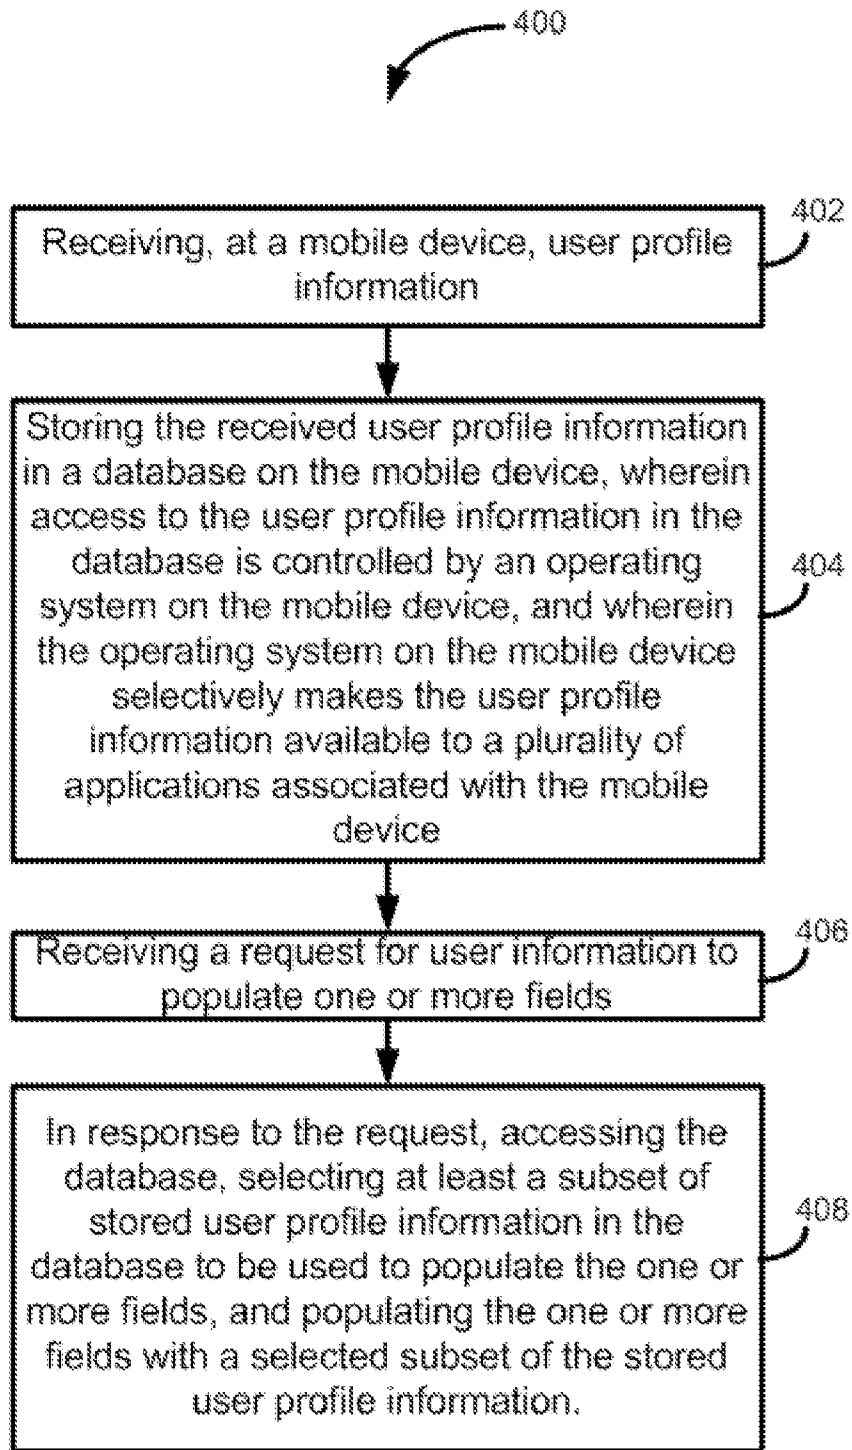 400
402
Receiving, at a mobile device, user profile
information
Storing the received user profile information
in a database on the mobile device, wherein
access to the user profile information in the
database is controlled by an operating
system on the mobile device, and wherein
the operating system on the mobile device
selectively makes the user profile
information available to a plurality of
applications associated with the mobile
device
404
Receiving a request for user information to
populate one or more fields
406
In response to the request, accessing the
database, selecting at least a subset of
stored user profile information in the
database to be used to populate the one or
more fields, and populating the one or more
fields with a selected subset of the stored
user profile information.
408